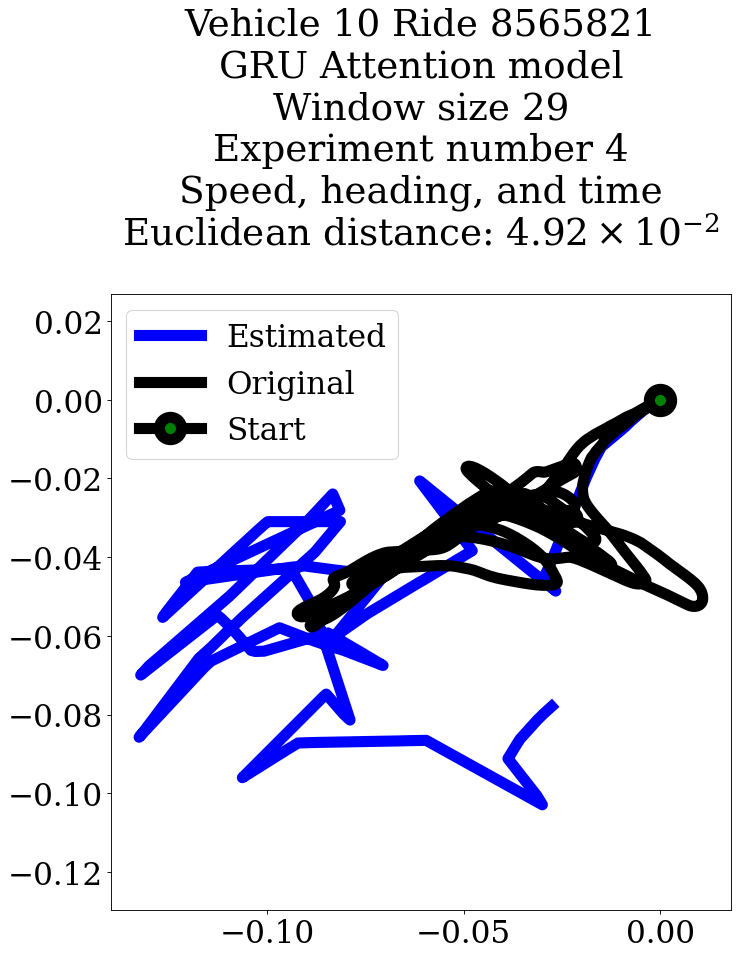 Vehicle 10 Ride 8565821
GRU Attention model
Window size 29
Experiment number 4
Speed, heading, and time
Euclidean distance: 4.92 × 10⁻²
Estimated
Original
Start
0.02
0.00
−0.02
−0.04
−0.06
−0.08
−0.10
−0.12
−0.10
−0.05
0.00